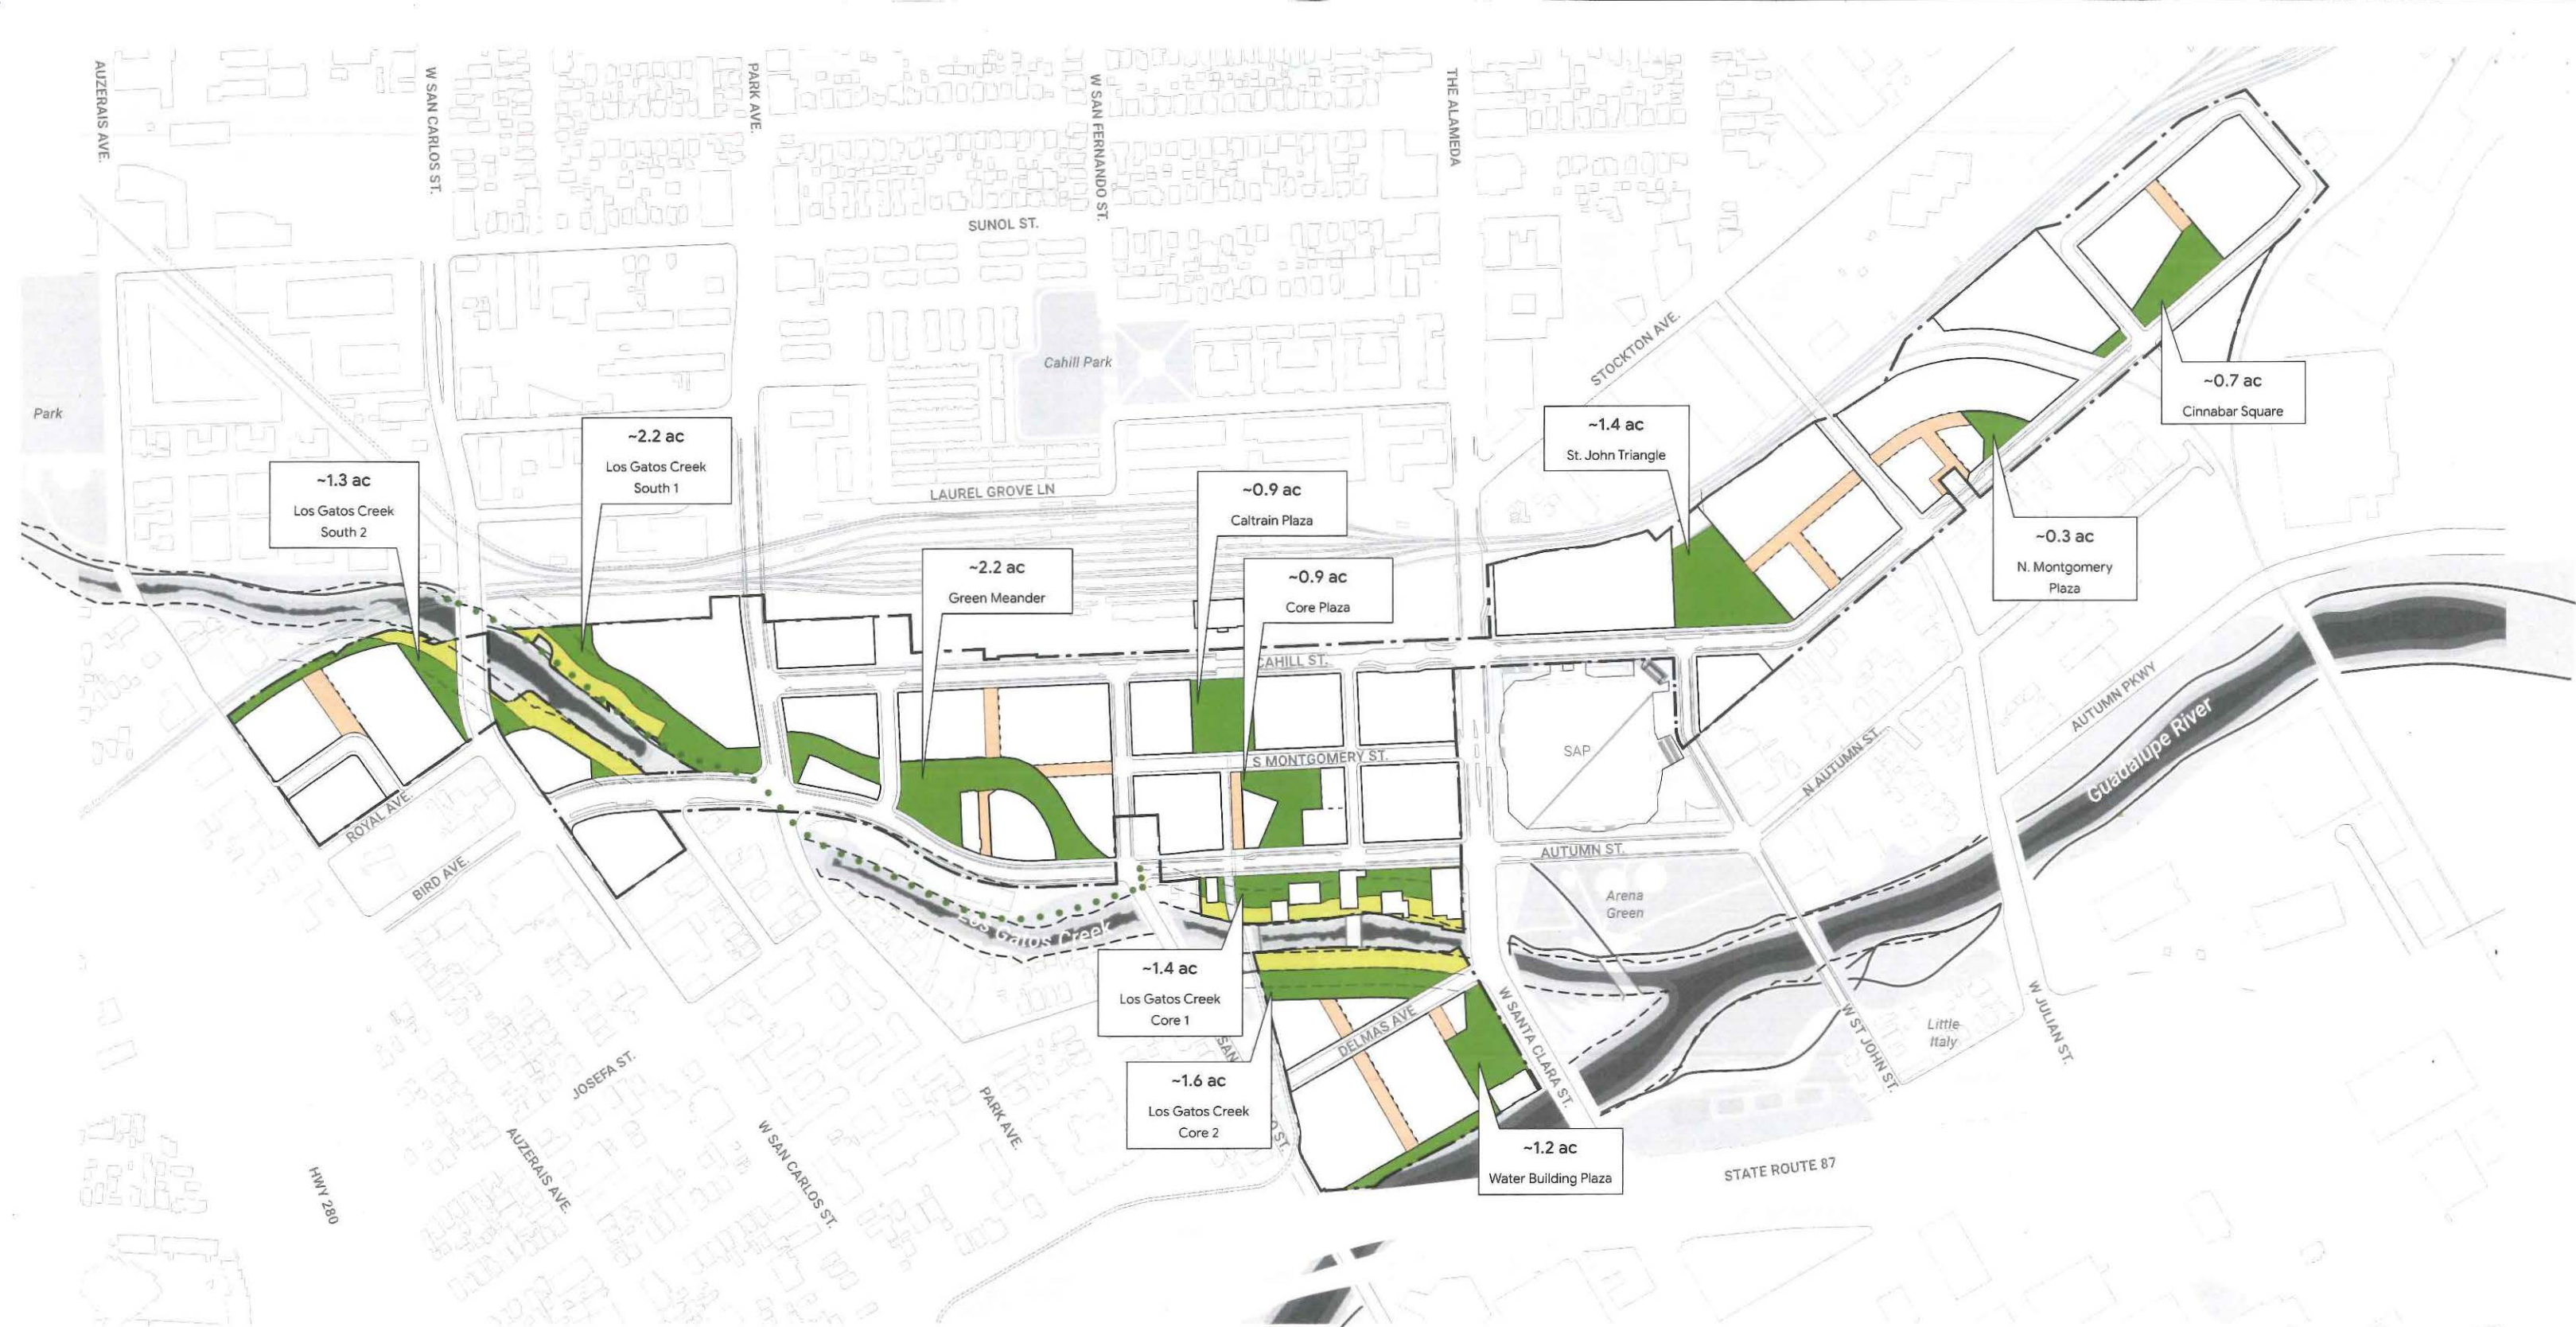 AUZERAIS AVE.
W SAN CARLOS ST.
PARK AVE.
W SAN FERNANDO ST.
THE ALAMEDA
SUNOL ST.
Cahill Park
STOCKTON AVE.
Park
~0.7 ac
Cinnabar Square
~2.2 ac
Los Gatos Creek
South 1
~1.4 ac
St. John Triangle
~1.3 ac
Los Gatos Creek
South 2
LAUREL GROVE LN
~0.9 ac
Caltrain Plaza
~0.3 ac
N. Montgomery
Plaza
~2.2 ac
Green Meander
~0.9 ac
Core Plaza
CAHILL ST.
S MONTGOMERY ST.
SAP
AUTUMN PKWY
N AUTUMN ST.
Guadalupe River
ROYAL AVE.
BIRD AVE.
AUTUMN ST.
Arena
Green
Los Gatos Creek
~1.4 ac
Los Gatos Creek
Core 1
DELMAS AVE
W SANTA CLARA ST.
W ST JOHN ST.
Little
Italy
W JULIAN ST.
SAN
O ST.
~1.6 ac
Los Gatos Creek
Core 2
~1.2 ac
Water Building Plaza
STATE ROUTE 87
JOSEFA ST.
PARK AVE.
W SAN CARLOS ST.
AUZERAIS AVE.
HWY 280